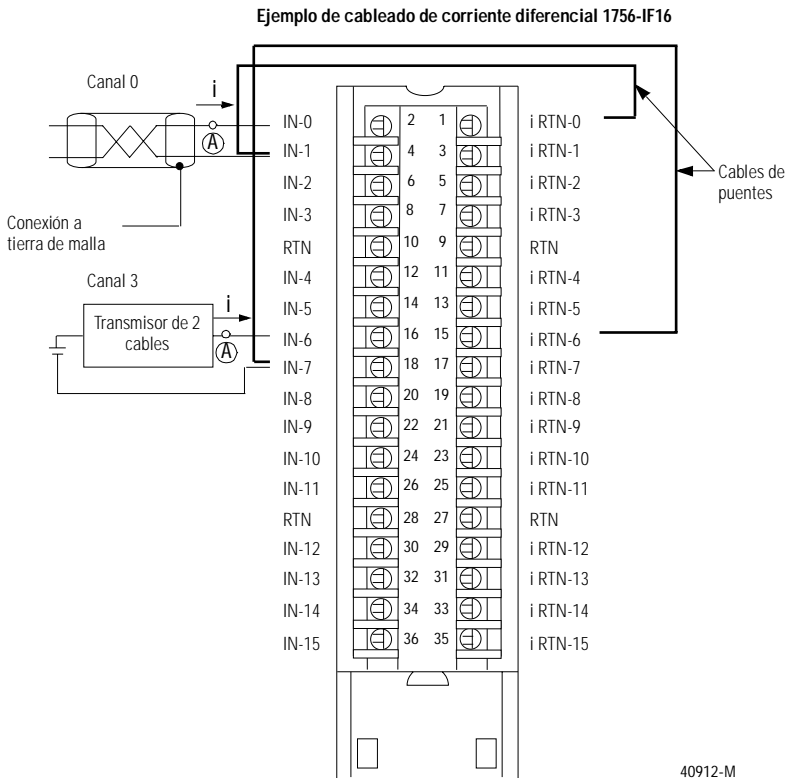 Ejemplo de cableado de corriente diferencial 1756-IF16
Canal 0
i
A
Conexión a
tierra de malla
Canal 3
i
Transmisor de 2
cables
A
Cables de
puentes
IN-0 2 1 i RTN-0
IN-1 4 3 i RTN-1
IN-2 6 5 i RTN-2
IN-3 8 7 i RTN-3
RTN 10 9 RTN
IN-4 12 11 i RTN-4
IN-5 14 13 i RTN-5
IN-6 16 15 i RTN-6
IN-7 18 17 i RTN-7
IN-8 20 19 i RTN-8
IN-9 22 21 i RTN-9
IN-10 24 23 i RTN-10
IN-11 26 25 i RTN-11
RTN 28 27 RTN
IN-12 30 29 i RTN-12
IN-13 32 31 i RTN-13
IN-14 34 33 i RTN-14
IN-15 36 35 i RTN-15
40912-M